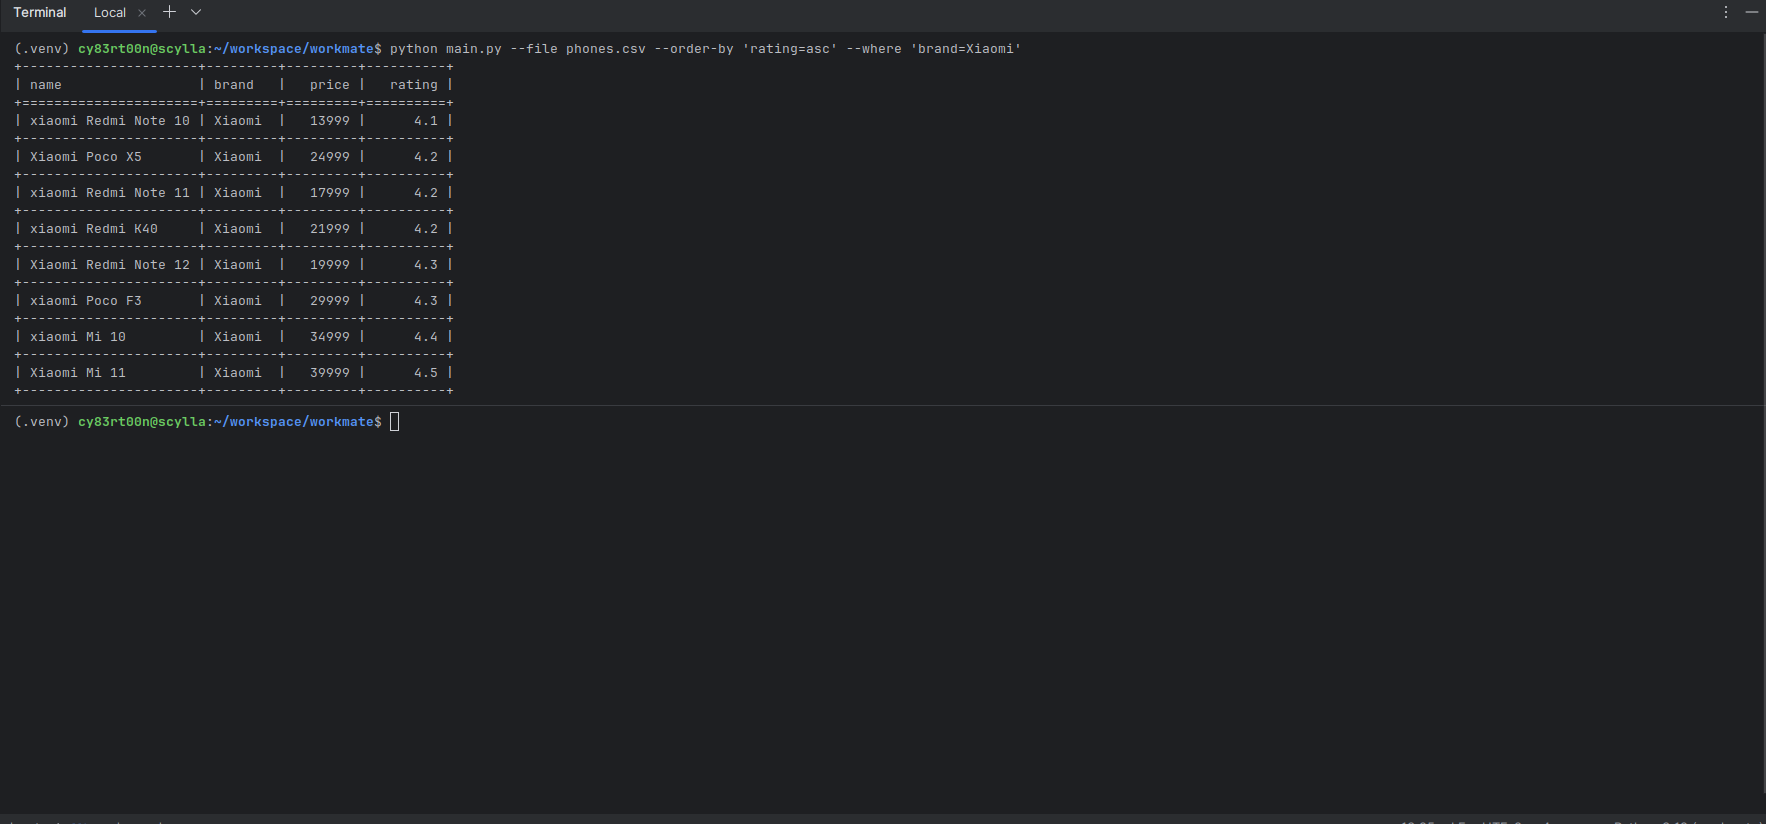 Terminal Local
(.venv) cy83rt00n@scylla:~/workspace/workmate$ python main.py --file phones.csv --order-by 'rating=asc' --where 'brand=Xiaomi'
+----------------------+---------+---------+----------+
| name                 | brand   |   price |   rating |
+======================+=========+=========+==========+
| xiaomi Redmi Note 10 | Xiaomi  |   13999 |      4.1 |
+----------------------+---------+---------+----------+
| Xiaomi Poco X5       | Xiaomi  |   24999 |      4.2 |
+----------------------+---------+---------+----------+
| xiaomi Redmi Note 11 | Xiaomi  |   17999 |      4.2 |
+----------------------+---------+---------+----------+
| xiaomi Redmi K40     | Xiaomi  |   21999 |      4.2 |
+----------------------+---------+---------+----------+
| Xiaomi Redmi Note 12 | Xiaomi  |   19999 |      4.3 |
+----------------------+---------+---------+----------+
| xiaomi Poco F3       | Xiaomi  |   29999 |      4.3 |
+----------------------+---------+---------+----------+
| xiaomi Mi 10         | Xiaomi  |   34999 |      4.4 |
+----------------------+---------+---------+----------+
| Xiaomi Mi 11         | Xiaomi  |   39999 |      4.5 |
+----------------------+---------+---------+----------+
(.venv) cy83rt00n@scylla:~/workspace/workmate$